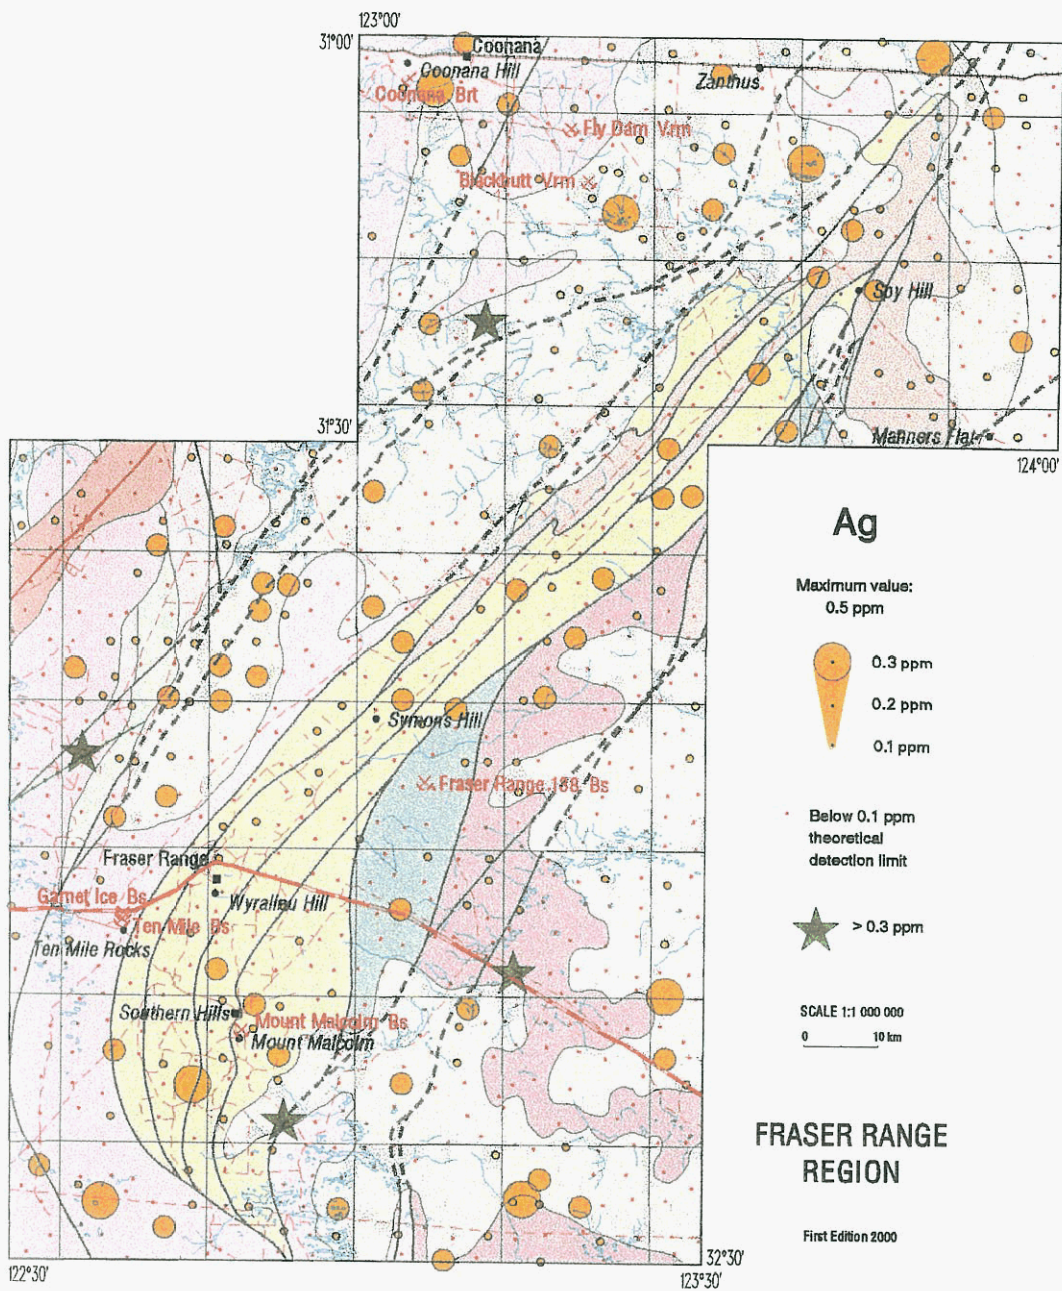 123°00'
31°00'
Coonana
Coonana Hill
Zanthus
Coonana Brt
Fly Dam Vrm
Blackbutt Vrm
Spy Hill
31°30'
Manners Flat
124°00'
Ag
Maximum value:
0.5 ppm
0.3 ppm
0.2 ppm
0.1 ppm
Symons Hill
Fraser Range 188 Bs
Below 0.1 ppm
theoretical
detection limit
Fraser Range
Garnet Ice Bs
Wyralleu Hill
Ten Mile Bs
Ten Mile Rocks
> 0.3 ppm
Southern Hills
Mount Malcolm Bs
Mount Malcolm
SCALE 1:1 000 000
0 10 km
FRASER RANGE
REGION
First Edition 2000
32°30'
122°30'
123°30'